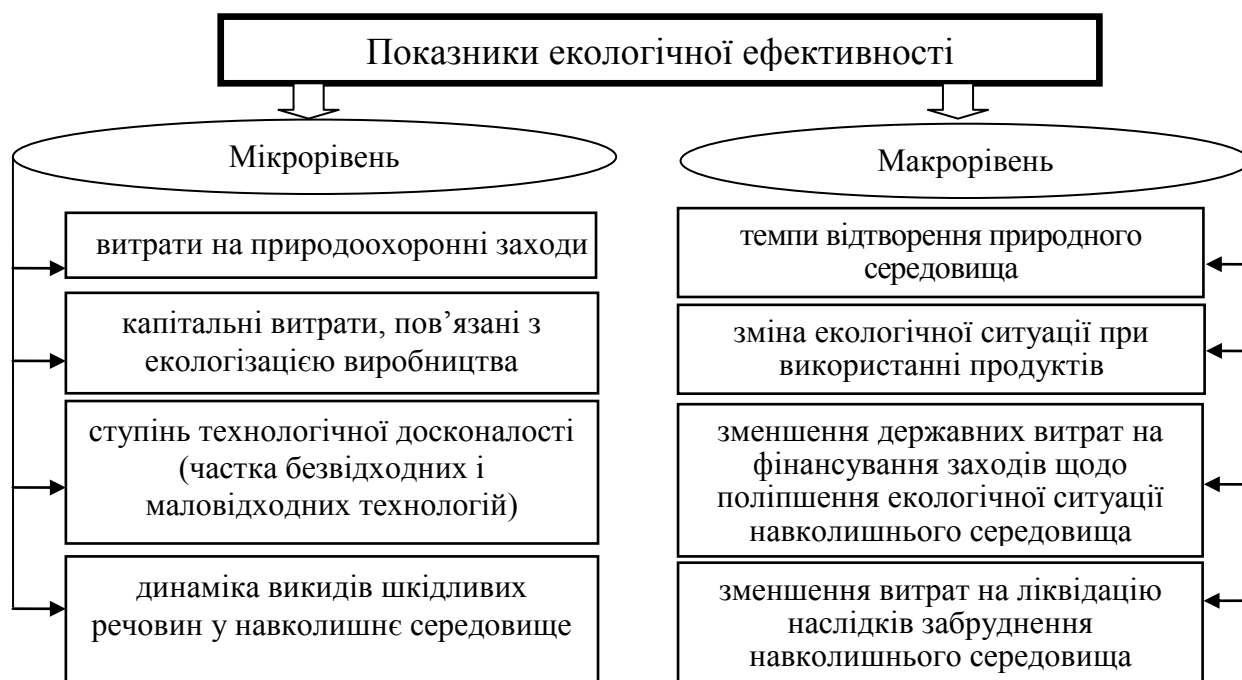 Показники екологічної ефективності
Мікрорівень
витрати на природоохоронні заходи
капітальні витрати, пов’язані з
екологізацією виробництва
ступінь технологічної досконалості
(частка безвідходних і
маловідходних технологій)
динаміка викидів шкідливих
речовин у навколишнє середовище
Макрорівень
темпи відтворення природного
середовища
зміна екологічної ситуації при
використанні продуктів
зменшення державних витрат на
фінансування заходів щодо
поліпшення екологічної ситуації
навколишнього середовища
зменшення витрат на ліквідацію
наслідків забруднення
навколишнього середовища